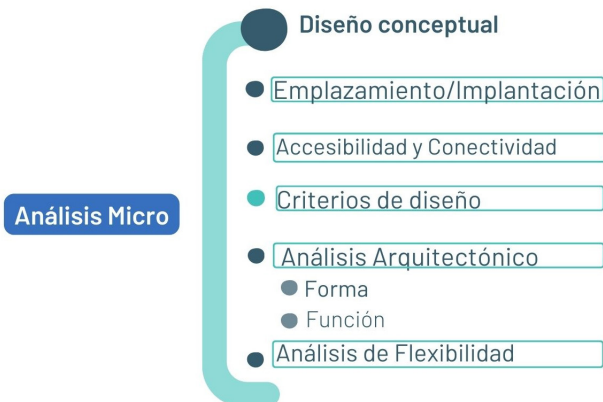 Diseño conceptual
Emplazamiento/Implantación
Accesibilidad y Conectividad
Criterios de diseño
Análisis Micro
Análisis Arquitectónico
Forma
Función
Análisis de Flexibilidad